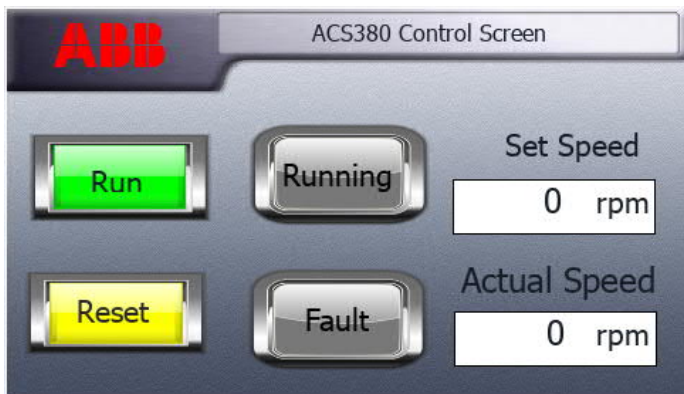 ABB
ACS380 Control Screen
Run
Running
Set Speed
0 rpm
Reset
Fault
Actual Speed
0 rpm